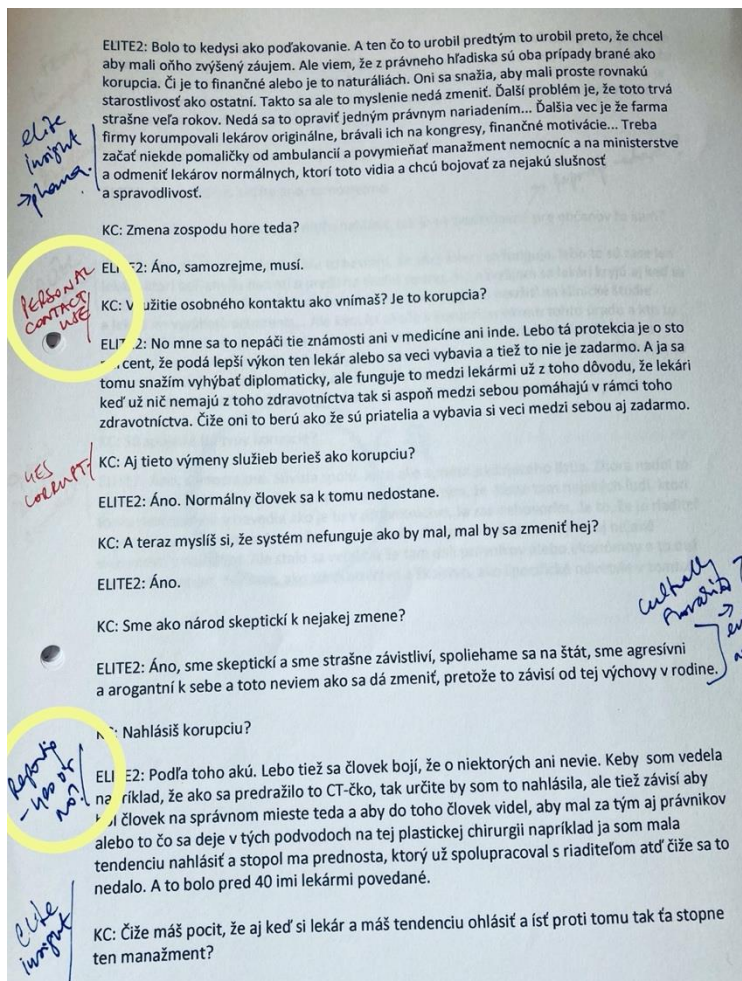 ELITE2: Bolo to kedysi ako poďakovanie. A ten čo to urobil predtým to urobil preto, že chcel
aby mali oňho zvýšený záujem. Ale viem, že z právneho hľadiska sú oba prípady brané ako
korupcia. Či je to finančné alebo je to naturáliách. Oni sa snažia, aby mali proste rovnakú
starostlivosť ako ostatní. Takto sa ale to myslenie nedá zmeniť. Ďalší problém je, že toto trvá
strašne veľa rokov. Nedá sa to opraviť jedným právnym nariadením... Ďalšia vec je že farma
firmy korumpovali lekárov originálne, brávali ich na kongresy, finančné motivácie... Treba
začať niekde pomaličky od ambulancií a povymieňať manažment nemocníc a na ministerstve
a odmeniť lekárov normálnych, ktorí toto vidia a chcú bojovať za nejakú slušnosť
a spravodlivosť.
elite
insight
→pharma.
KC: Zmena zospodu hore teda?
ELITE2: Áno, samozrejme, musí.
PERSONAL
CONTACT
USE
KC: Využitie osobného kontaktu ako vnímaš? Je to korupcia?
ELITE2: No mne sa to nepáči tie známosti ani v medicíne ani inde. Lebo tá protekcia je o sto
percent, že podá lepší výkon ten lekár alebo sa veci vybavia a tiež to nie je zadarmo. A ja sa
tomu snažím vyhýbať diplomaticky, ale funguje to medzi lekármi už z toho dôvodu, že lekári
keď už nič nemajú z toho zdravotníctva tak si aspoň medzi sebou pomáhajú v rámci toho
zdravotníctva. Čiže oni to berú ako že sú priatelia a vybavia si veci medzi sebou aj zadarmo.
KC: Aj tieto výmeny služieb berieš ako korupciu?
YES
CORRUPT
ELITE2: Áno. Normálny človek sa k tomu nedostane.
KC: A teraz myslíš si, že systém nefunguje ako by mal, mal by sa zmeniť hej?
ELITE2: Áno.
KC: Sme ako národ skeptickí k nejakej zmene?
culturally
ELITE2: Áno, sme skeptickí a sme strašne závistliví, spoliehame sa na štát, sme agresívni
a arogantní k sebe a toto neviem ako sa dá zmeniť, pretože to závisí od tej výchovy v rodine.
KC: Nahlásiš korupciu?
Reporting
-yes or
no?
ELITE2: Podľa toho akú. Lebo tiež sa človek bojí, že o niektorých ani nevie. Keby som vedela
napríklad, že ako sa predražilo to CT-čko, tak určite by som to nahlásila, ale tiež závisí aby
bol človek na správnom mieste teda a aby do toho človek videl, aby mal za tým aj právnikov
alebo to čo sa deje v tých podvodoch na tej plastickej chirurgii napríklad ja som mala
tendenciu nahlásiť a stopol ma prednosta, ktorý už spolupracoval s riaditeľom atď čiže sa to
nedalo. A to bolo pred 40 imi lekármi povedané.
elite
insight
KC: Čiže máš pocit, že aj keď si lekár a máš tendenciu ohlásiť a ísť proti tomu tak ťa stopne
ten manažment?